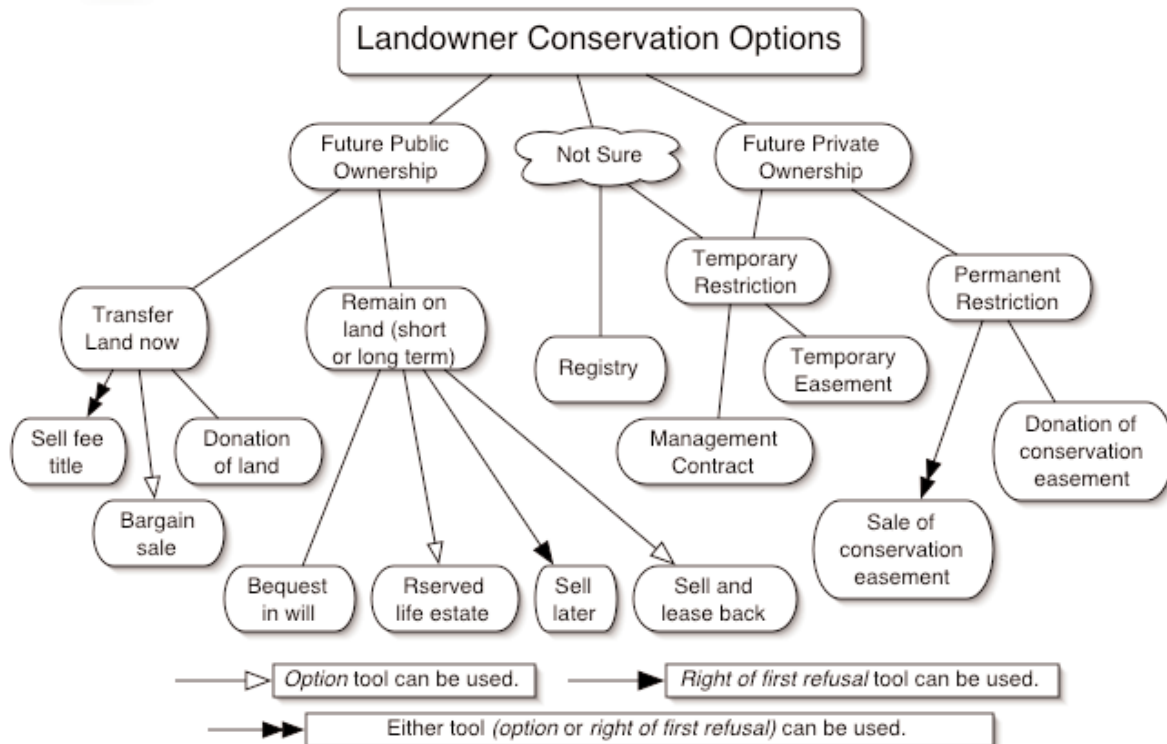 Landowner Conservation Options
Future Public
Ownership
Not Sure
Future Private
Ownership
Transfer
Land now
Remain on
land (short
or long term)
Temporary
Restriction
Permanent
Restriction
Registry
Temporary
Easement
Sell fee
title
Donation
of land
Management
Contract
Donation of
conservation
easement
Bargain
sale
Sale of
conservation
easement
Bequest
in will
Rserved
life estate
Sell
later
Sell and
lease back
Option tool can be used.
Right of first refusal tool can be used.
Either tool (option or right of first refusal) can be used.